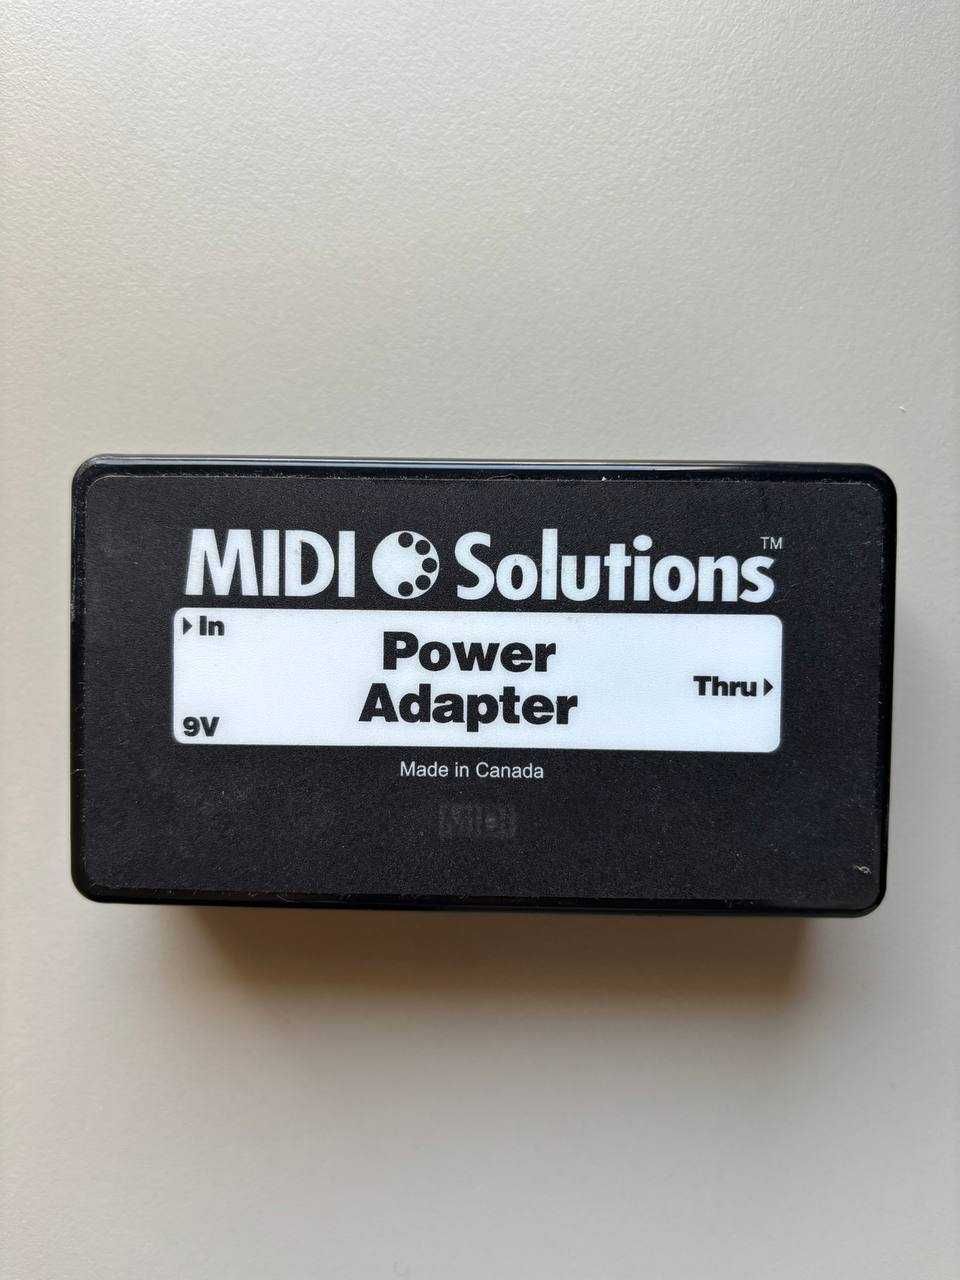 MIDI Solutions™
In
Power
Adapter
Thru
9V
Made in Canada